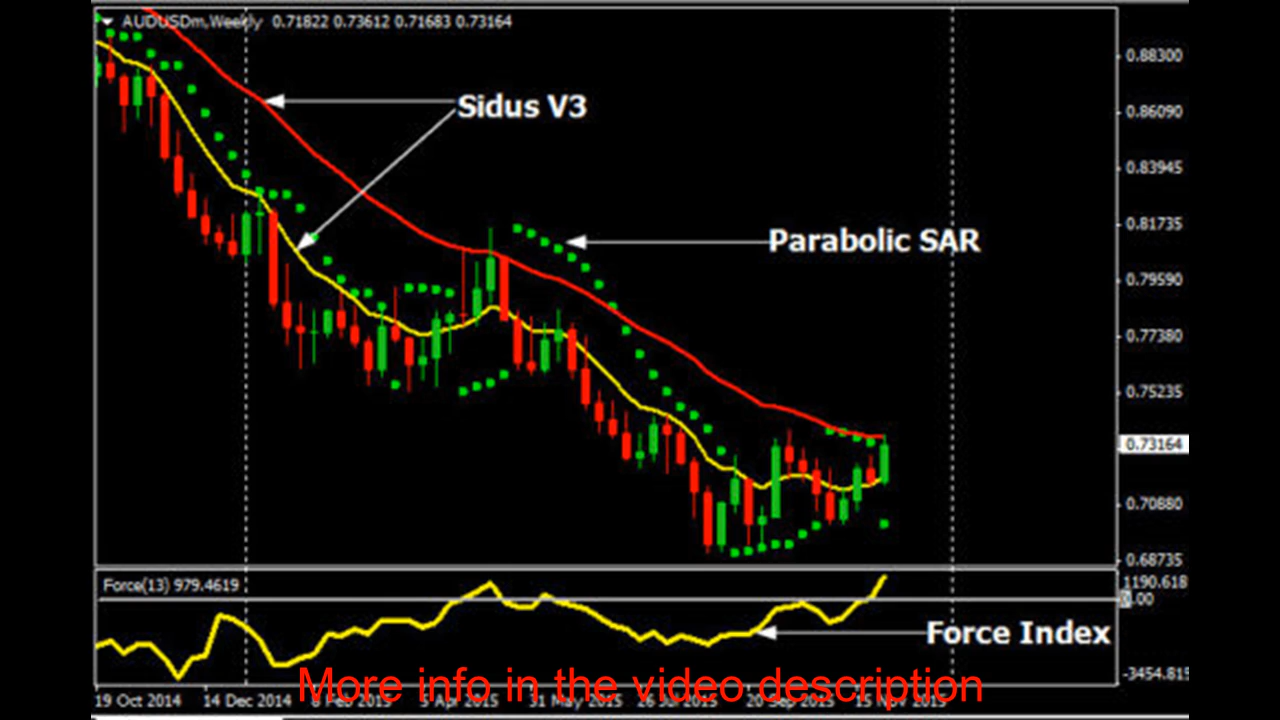 AUDUSDm,Weekly 0.71822 0.73612 0.71683 0.73164
0.88300
0.86090
Sidus V3
0.83945
0.81735
Parabolic SAR
0.79590
0.77380
0.75235
0.73164
0.70880
0.68735
Force(13) 979.4619
1190.618
0.00
Force Index
-3454.815
19 Oct 2014 14 Dec 2014 8 Feb 2015 5 Apr 2015 31 May 2015 26 Jul 2015 20 Sep 2015 15 Nov 2015
More info in the video description